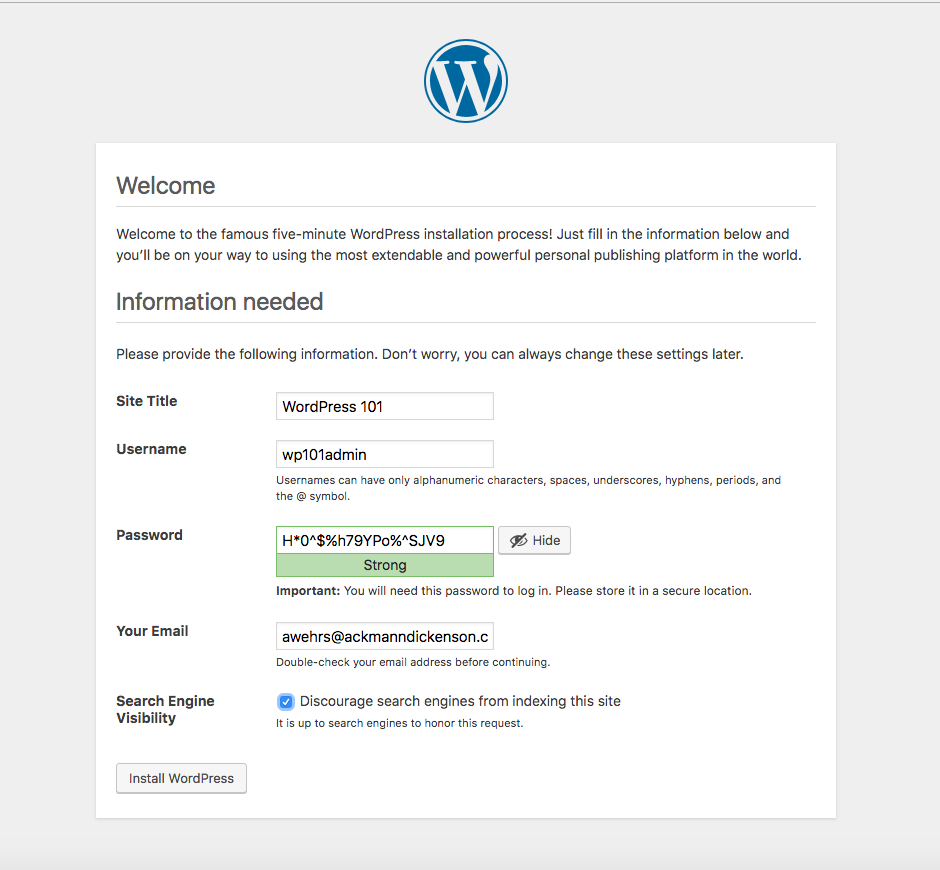 Welcome
Welcome to the famous five-minute WordPress installation process! Just fill in the information below and
you’ll be on your way to using the most extendable and powerful personal publishing platform in the world.
Information needed
Please provide the following information. Don’t worry, you can always change these settings later.
Site Title
WordPress 101
Username
wp101admin
Usernames can have only alphanumeric characters, spaces, underscores, hyphens, periods, and
the @ symbol.
Password
H*0^$%h79YPo%^SJV9
Hide
Strong
Important: You will need this password to log in. Please store it in a secure location.
Your Email
awehrs@ackmanndickenson.c
Double-check your email address before continuing.
Search Engine
Visibility
Discourage search engines from indexing this site
It is up to search engines to honor this request.
Install WordPress